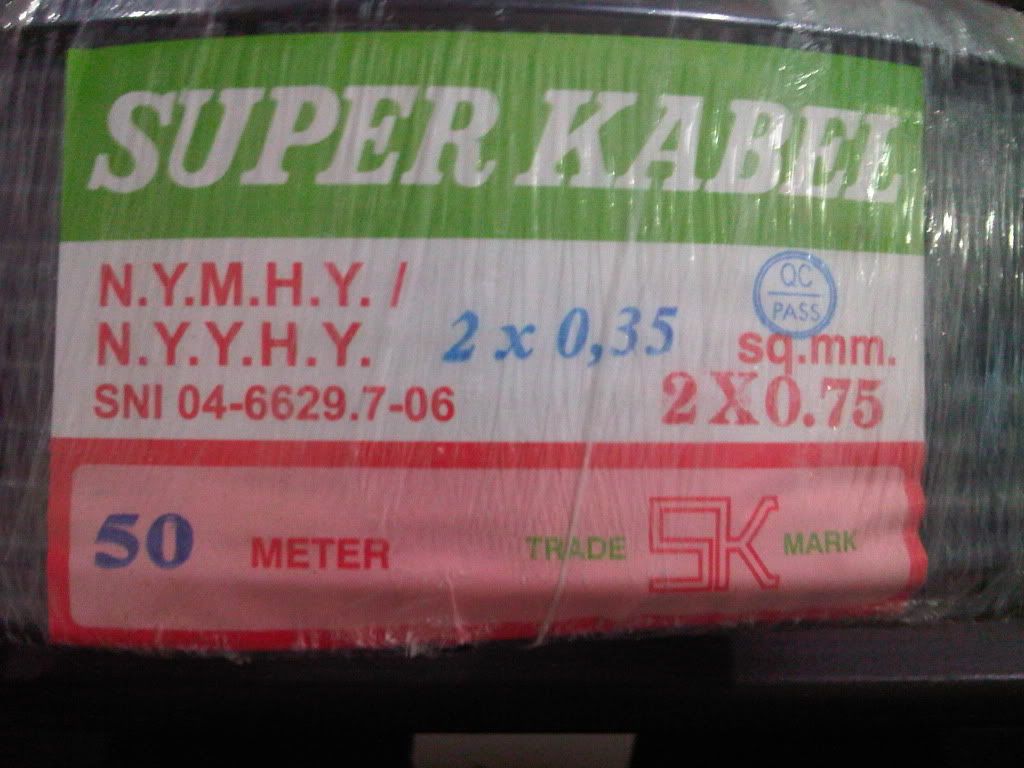 SUPER KABEL
N.Y.M.H.Y. /
N.Y.Y.H.Y.
2 x 0,35
QC
PASS
sq.mm.
SNI 04-6629.7-06
2X0.75
50 METER
TRADE SK MARK